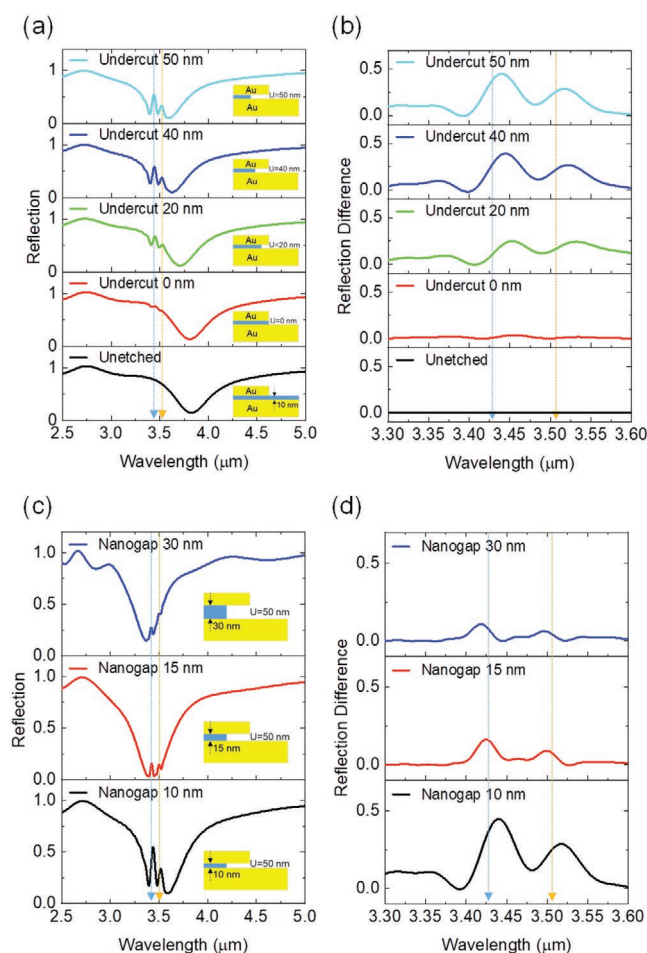 (a)
Undercut 50 nm
1
0
Au
Au
U=50 nm
Undercut 40 nm
1
0
Au
Au
U=40 nm
Undercut 20 nm
1
0
Au
Au
U=20 nm
Undercut 0 nm
1
0
Au
Au
U=0 nm
Unetched
1
0
Au
Au
10 nm
Reflection
2.5 3.0 3.5 4.0 4.5 5.0
Wavelength (μm)
(b)
Undercut 50 nm
0.5
0.0
Undercut 40 nm
0.5
0.0
Undercut 20 nm
0.5
0.0
Undercut 0 nm
0.5
0.0
Unetched
0.5
0.0
Reflection Difference
3.30 3.35 3.40 3.45 3.50 3.55 3.60
Wavelength (μm)
(c)
Nanogap 30 nm
1.0
0.5
0
U=50 nm
30 nm
Nanogap 15 nm
1.0
0.5
0
U=50 nm
15 nm
Nanogap 10 nm
1.0
0.5
0
U=50 nm
10 nm
Reflection
2.5 3.0 3.5 4.0 4.5 5.0
Wavelength (μm)
(d)
Nanogap 30 nm
0.5
0.0
Nanogap 15 nm
0.5
0.0
Nanogap 10 nm
0.5
0.0
Reflection Difference
3.30 3.35 3.40 3.45 3.50 3.55 3.60
Wavelength (μm)